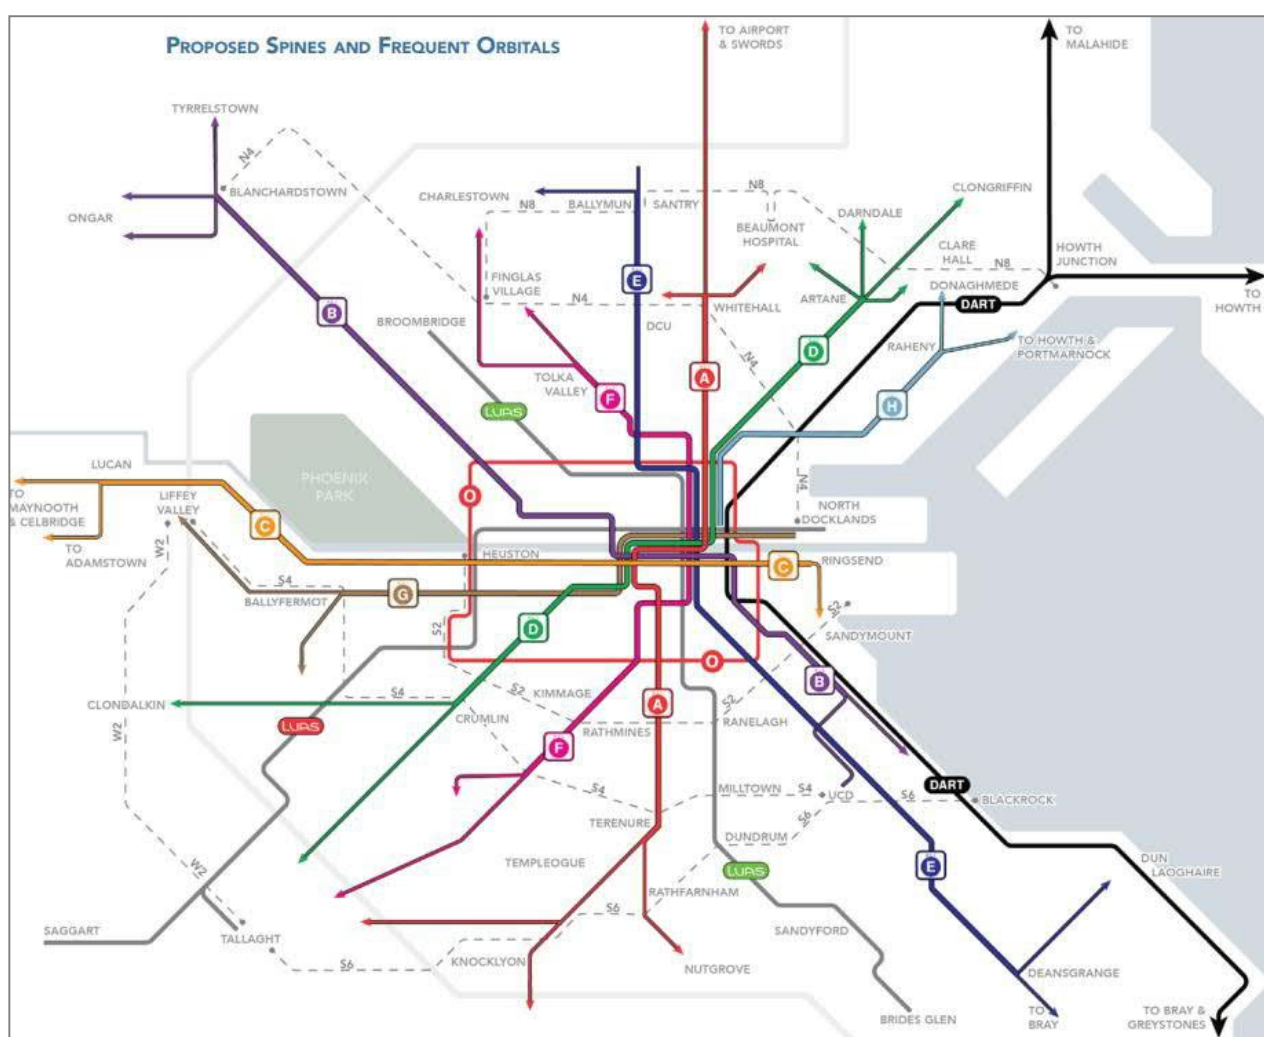 PROPOSED SPINES AND FREQUENT ORBITALS
TO AIRPORT
& SWORDS
TO
MALAHIDE
TYRRELSTOWN
N4
BLANCHARDSTOWN
ONGAR
CHARLESTOWN
N8
BALLYMUN
SANTRY
N8
BEAUMONT
HOSPITAL
DARNDALE
CLONGRIFFIN
CLARE
HALL
N8
HOWTH
JUNCTION
DONAGHMEDE
DART
TO
HOWTH
FINGLAS
VILLAGE
N4
E
DCU
WHITEHALL
ARTANE
B
BROOMBRIDGE
N4
D
RAHENY
TO HOWTH &
PORTMARNOCK
TOLKA
VALLEY
F
A
LUAS
H
LUCAN
PHOENIX
PARK
N4
O
TO
MAYNOOTH
& CELBRIDGE
LIFFEY
VALLEY
NORTH
DOCKLANDS
C
W2
TO
ADAMSTOWN
HEUSTON
C
RINGSEND
S4
BALLYFERMOT
G
S2
D
S2
SANDYMOUNT
O
B
CLONDALKIN
S4
S2
KIMMAGE
A
S2
W2
LUAS
CRUMLIN
RATHMINES
RANELAGH
F
S4
MILLTOWN
S4
UCD
S6
DART
BLACKROCK
TERENURE
S6
DUNDRUM
TEMPLEOGUE
W2
LUAS
E
DUN
LAOGHAIRE
RATHFARNHAM
S6
SAGGART
TALLAGHT
SANDYFORD
S6
KNOCKLYON
NUTGROVE
DEANSGRANGE
BRIDES GLEN
TO
BRAY
TO BRAY &
GREYSTONES